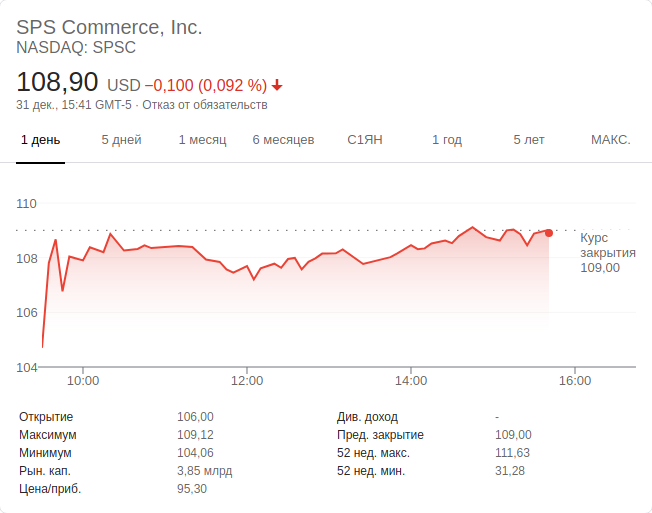 SPS Commerce, Inc.
NASDAQ: SPSC
108,90 USD −0,100 (0,092 %)
31 дек., 15:41 GMT-5 · Отказ от обязательств
1 день 5 дней 1 месяц 6 месяцев С1ЯН 1 год 5 лет МАКС.
110
108
106
104
Курс
закрытия
109,00
10:00 12:00 14:00 16:00
Открытие 106,00 Див. доход -
Максимум 109,12 Пред. закрытие 109,00
Минимум 104,06 52 нед. макс. 111,63
Рын. кап. 3,85 млрд 52 нед. мин. 31,28
Цена/приб. 95,30